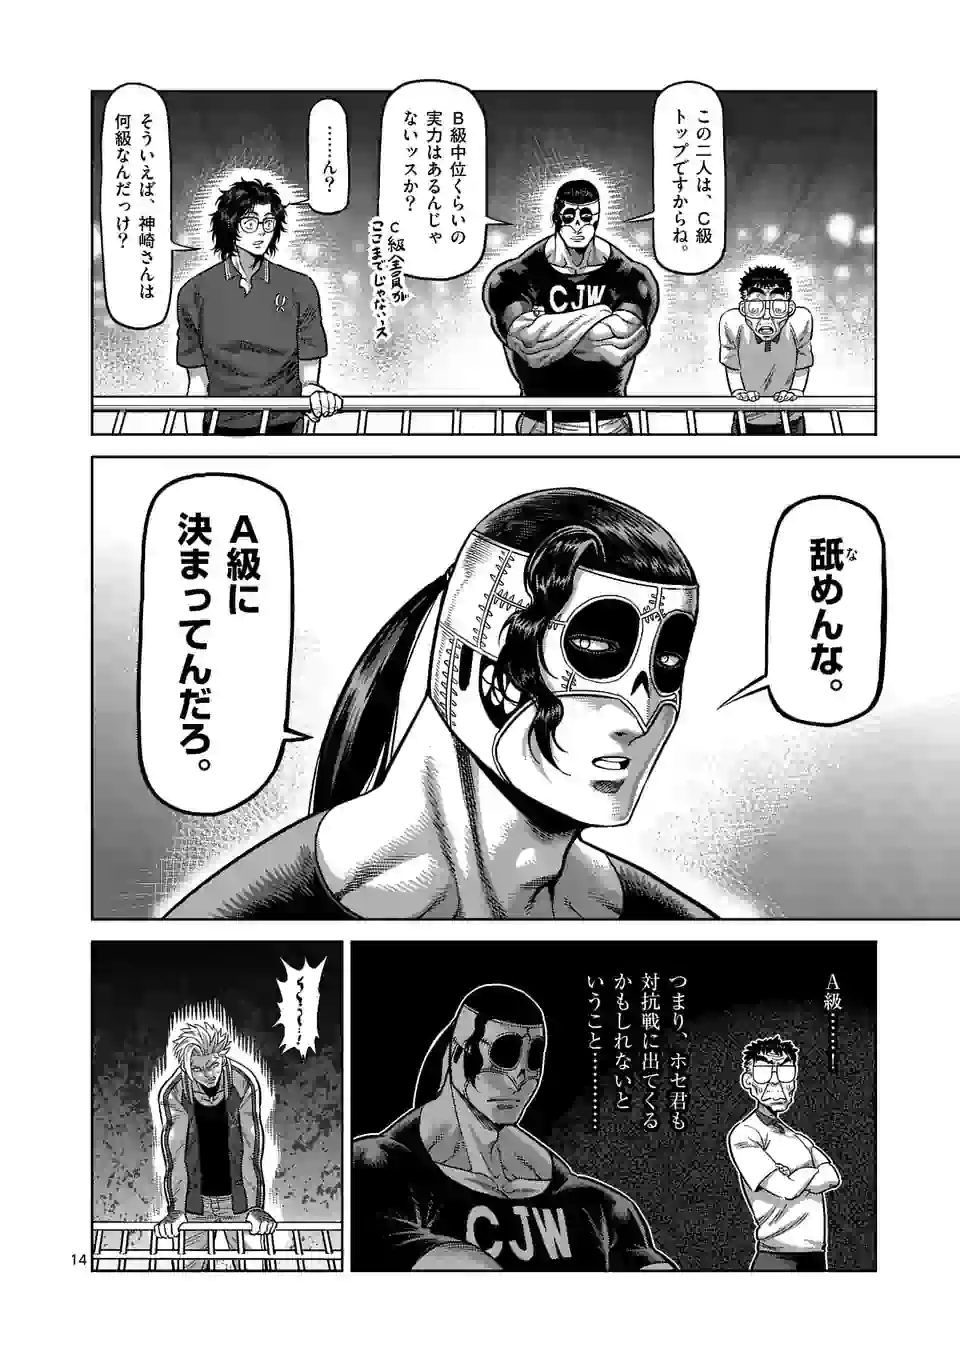 この二人は、C級
トップですからね。
B級中位くらいの
実力はあるんじゃ
ないッスか?
C級全員が
ここまでじゃないッス
………ん?
そういえば、神崎さんは
何級なんだっけ?
CJW
舐めんな。
な
A級に
決まってんだろ。
A級……!
つまり、ホセ君も
対抗戦に出てくる
かもしれないと
いうこと…………
CJW
14